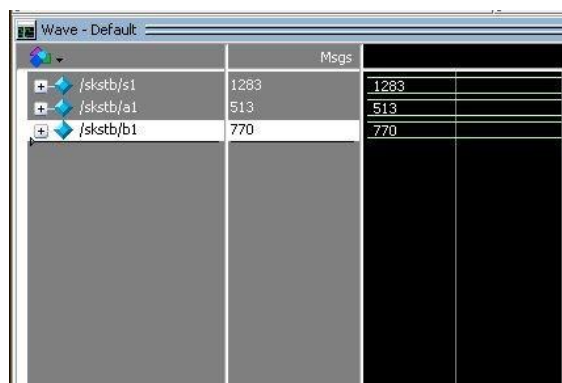 Wave - Default
Msgs
/skstb/s1 1283 1283
/skstb/a1 513 513
/skstb/b1 770 770